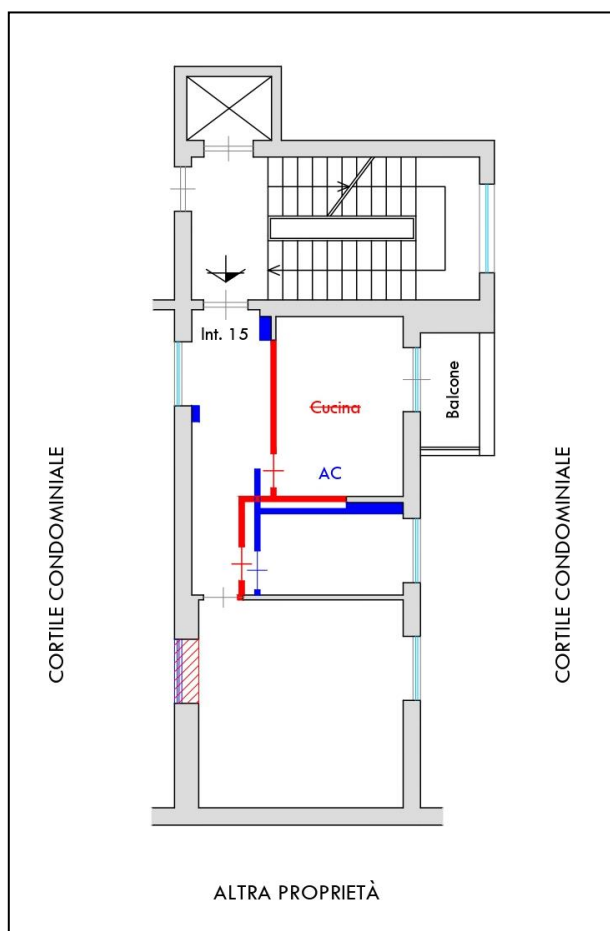 Int. 15
Balcone
Cucina
AC
CORTILE CONDOMINIALE
CORTILE CONDOMINIALE
ALTRA PROPRIETÀ